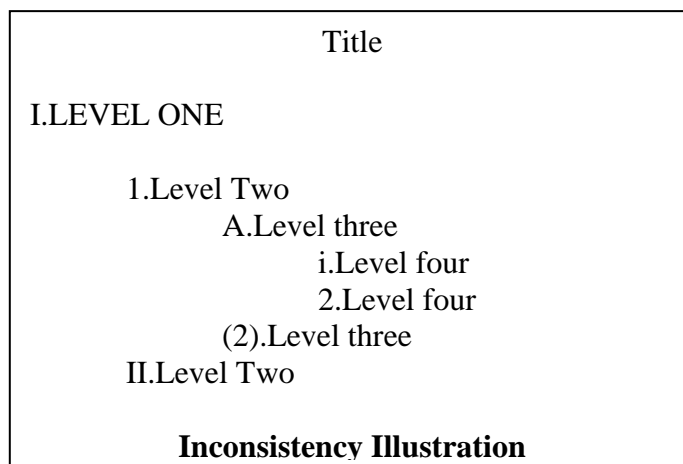 Title
I.LEVEL ONE
1.Level Two
A.Level three
i.Level four
2.Level four
(2).Level three
II.Level Two
Inconsistency Illustration